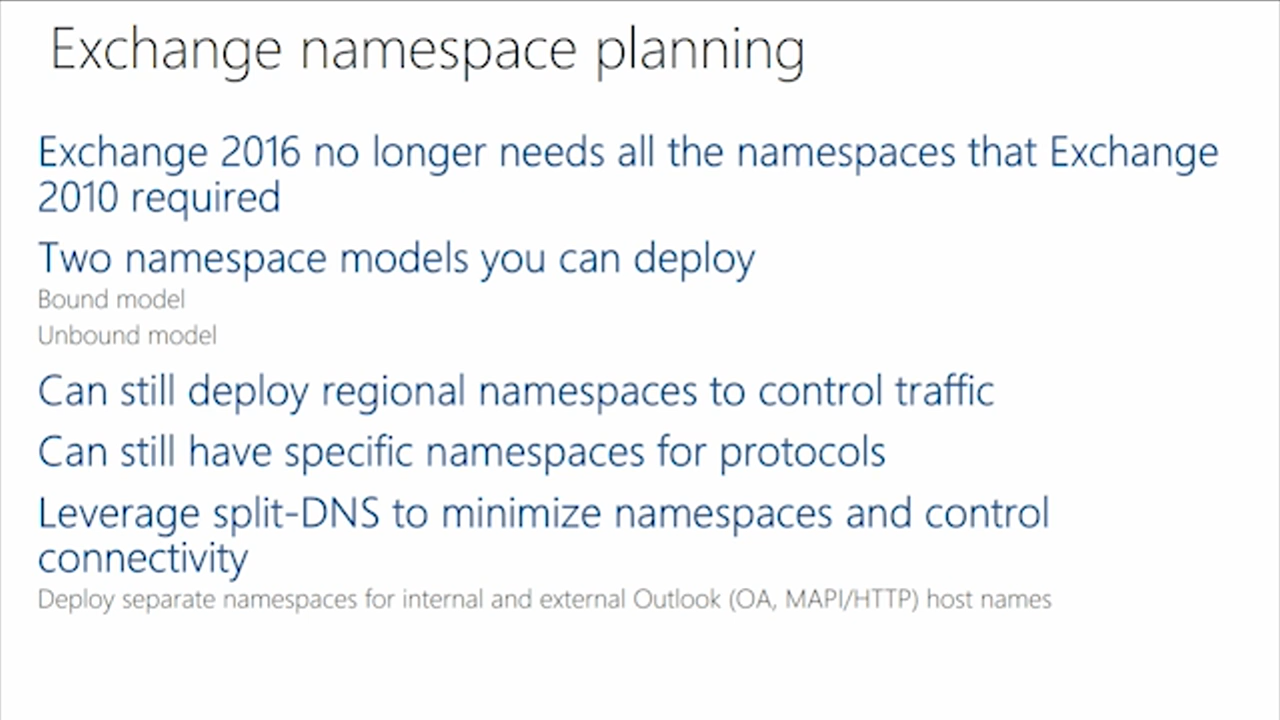 Exchange namespace planning
Exchange 2016 no longer needs all the namespaces that Exchange
2010 required
Two namespace models you can deploy
Bound model
Unbound model
Can still deploy regional namespaces to control traffic
Can still have specific namespaces for protocols
Leverage split-DNS to minimize namespaces and control
connectivity
Deploy separate namespaces for internal and external Outlook (OA, MAPI/HTTP) host names